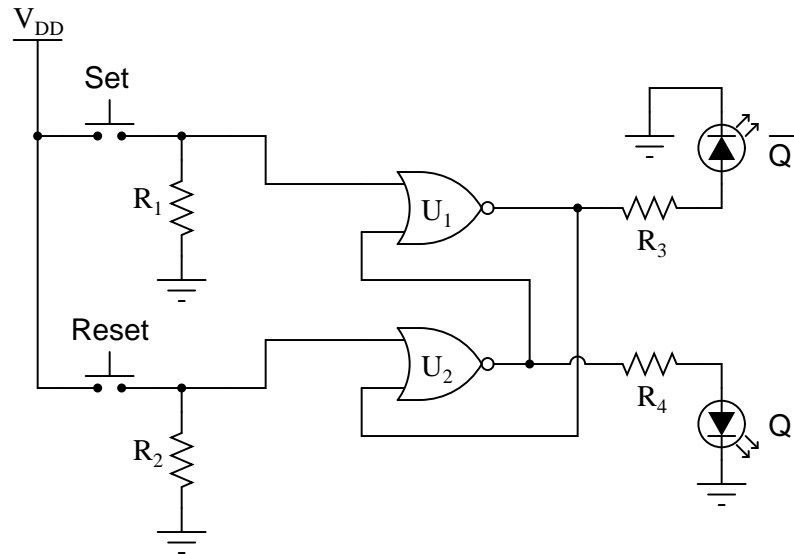 V_DD
Set
R_1
U_1
Q̅
R_3
Reset
U_2
R_4
Q
R_2